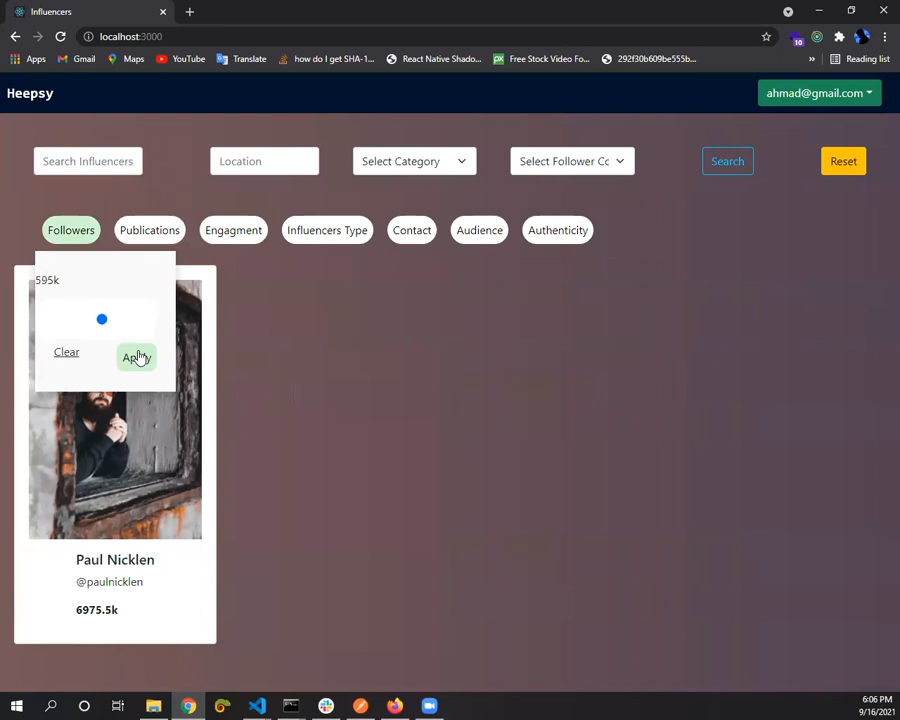 Influencers
localhost:3000
10
Apps
Gmail
Maps
YouTube
Translate
how do I get SHA-1...
React Native Shado...
Free Stock Video Fo...
292f30b609be555b...
»
Reading list
Heepsy
ahmad@gmail.com
Search Influencers
Location
Select Category
Select Follower Co
Search
Reset
Followers
Publications
Engagment
Influencers Type
Contact
Audience
Authenticity
595k
Clear
Apply
Paul Nicklen
@paulnicklen
6975.5k
6:06 PM
9/16/2021